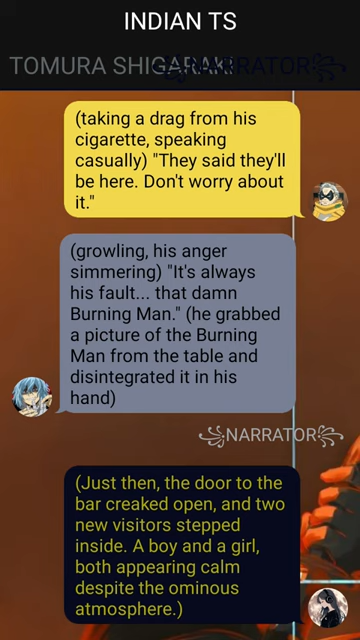 INDIAN TS
TOMURA SHIGARAKI
꧁NARRATOR꧂
(taking a drag from his
cigarette, speaking
casually) "They said they'll
be here. Don't worry about
it."
(growling, his anger
simmering) "It's always
his fault... that damn
Burning Man." (he grabbed
a picture of the Burning
Man from the table and
disintegrated it in his
hand)
꧁NARRATOR꧂
(Just then, the door to the
bar creaked open, and two
new visitors stepped
inside. A boy and a girl,
both appearing calm
despite the ominous
atmosphere.)